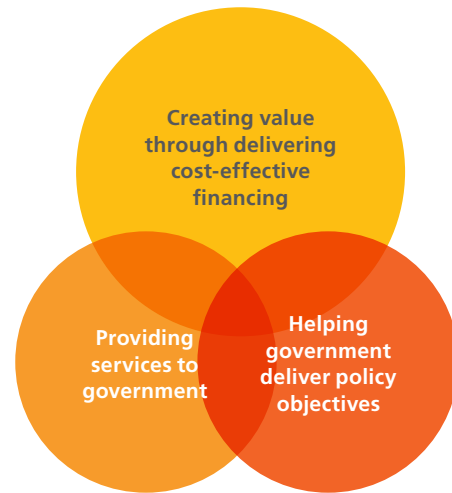 Creating value
through delivering
cost-effective
financing
Providing
services to
government
Helping
government
deliver policy
objectives